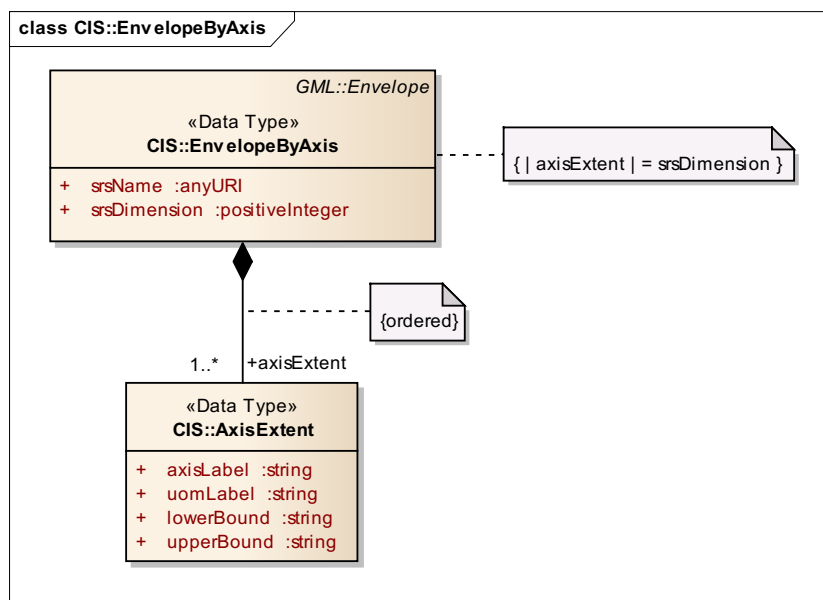 class CIS::EnvelopeByAxis
GML::Envelope
«Data Type»
CIS::EnvelopeByAxis
+ srsName :anyURI
+ srsDimension :positiveInteger
{ | axisExtent | = srsDimension }
{ordered}
1..* +axisExtent
«Data Type»
CIS::AxisExtent
+ axisLabel :string
+ uomLabel :string
+ lowerBound :string
+ upperBound :string